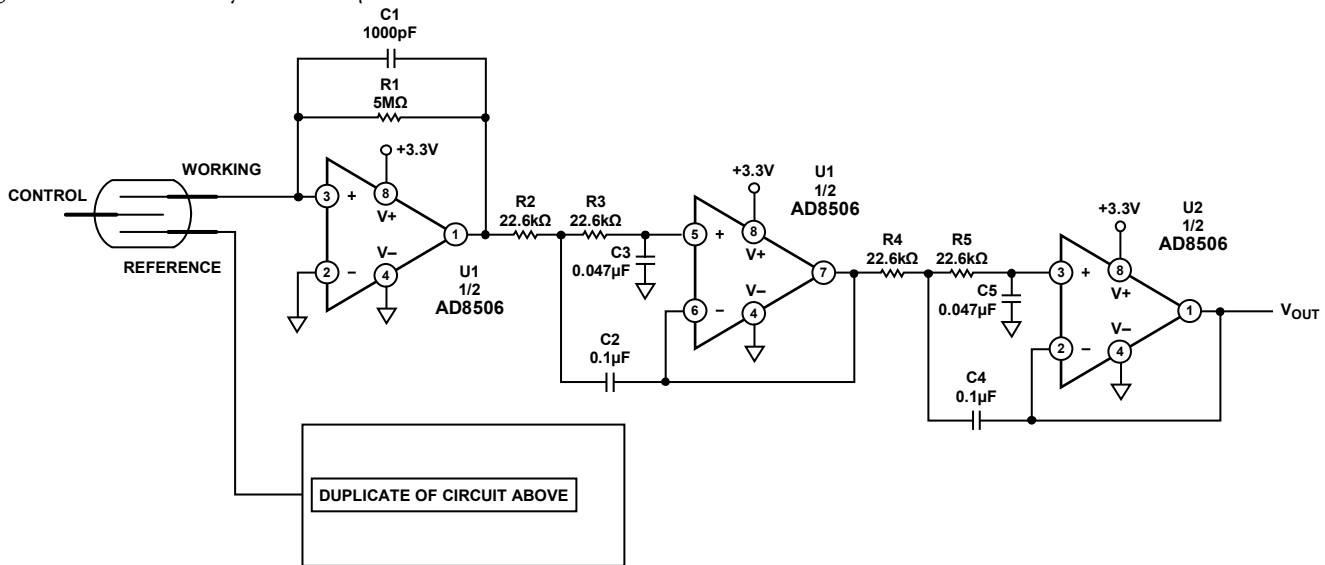 C1
1000pF
R1
5MΩ
+3.3V
WORKING
CONTROL
REFERENCE
3
+
8
V+
1
2
−
V−
4
U1
1/2
AD8506
R2
22.6kΩ
R3
22.6kΩ
C3
0.047µF
C2
0.1µF
+3.3V
U1
1/2
AD8506
5
+
8
V+
7
6
−
V−
4
R4
22.6kΩ
R5
22.6kΩ
C5
0.047µF
C4
0.1µF
+3.3V
U2
1/2
AD8506
3
+
8
V+
1
2
−
V−
4
VOUT
DUPLICATE OF CIRCUIT ABOVE